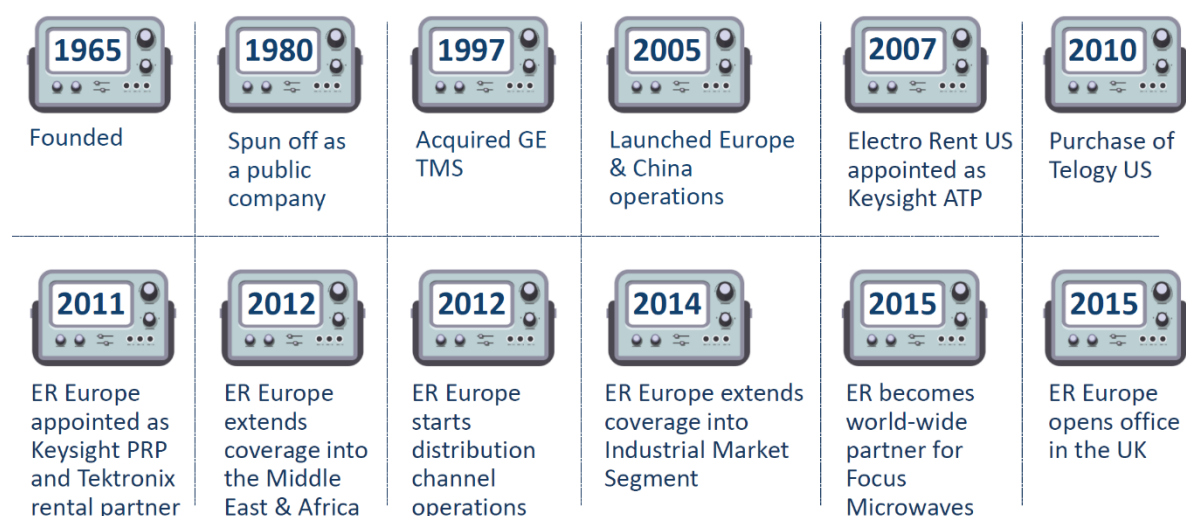 1965
Founded
1980
Spun off as
a public
company
1997
Acquired GE
TMS
2005
Launched Europe
& China
operations
2007
Electro Rent US
appointed as
Keysight ATP
2010
Purchase of
Telogy US
2011
ER Europe
appointed as
Keysight PRP
and Tektronix
rental partner
2012
ER Europe
extends
coverage into
the Middle
East & Africa
2012
ER Europe
starts
distribution
channel
operations
2014
ER Europe extends
coverage into
Industrial Market
Segment
2015
ER becomes
world-wide
partner for
Focus
Microwaves
2015
ER Europe
opens office
in the UK